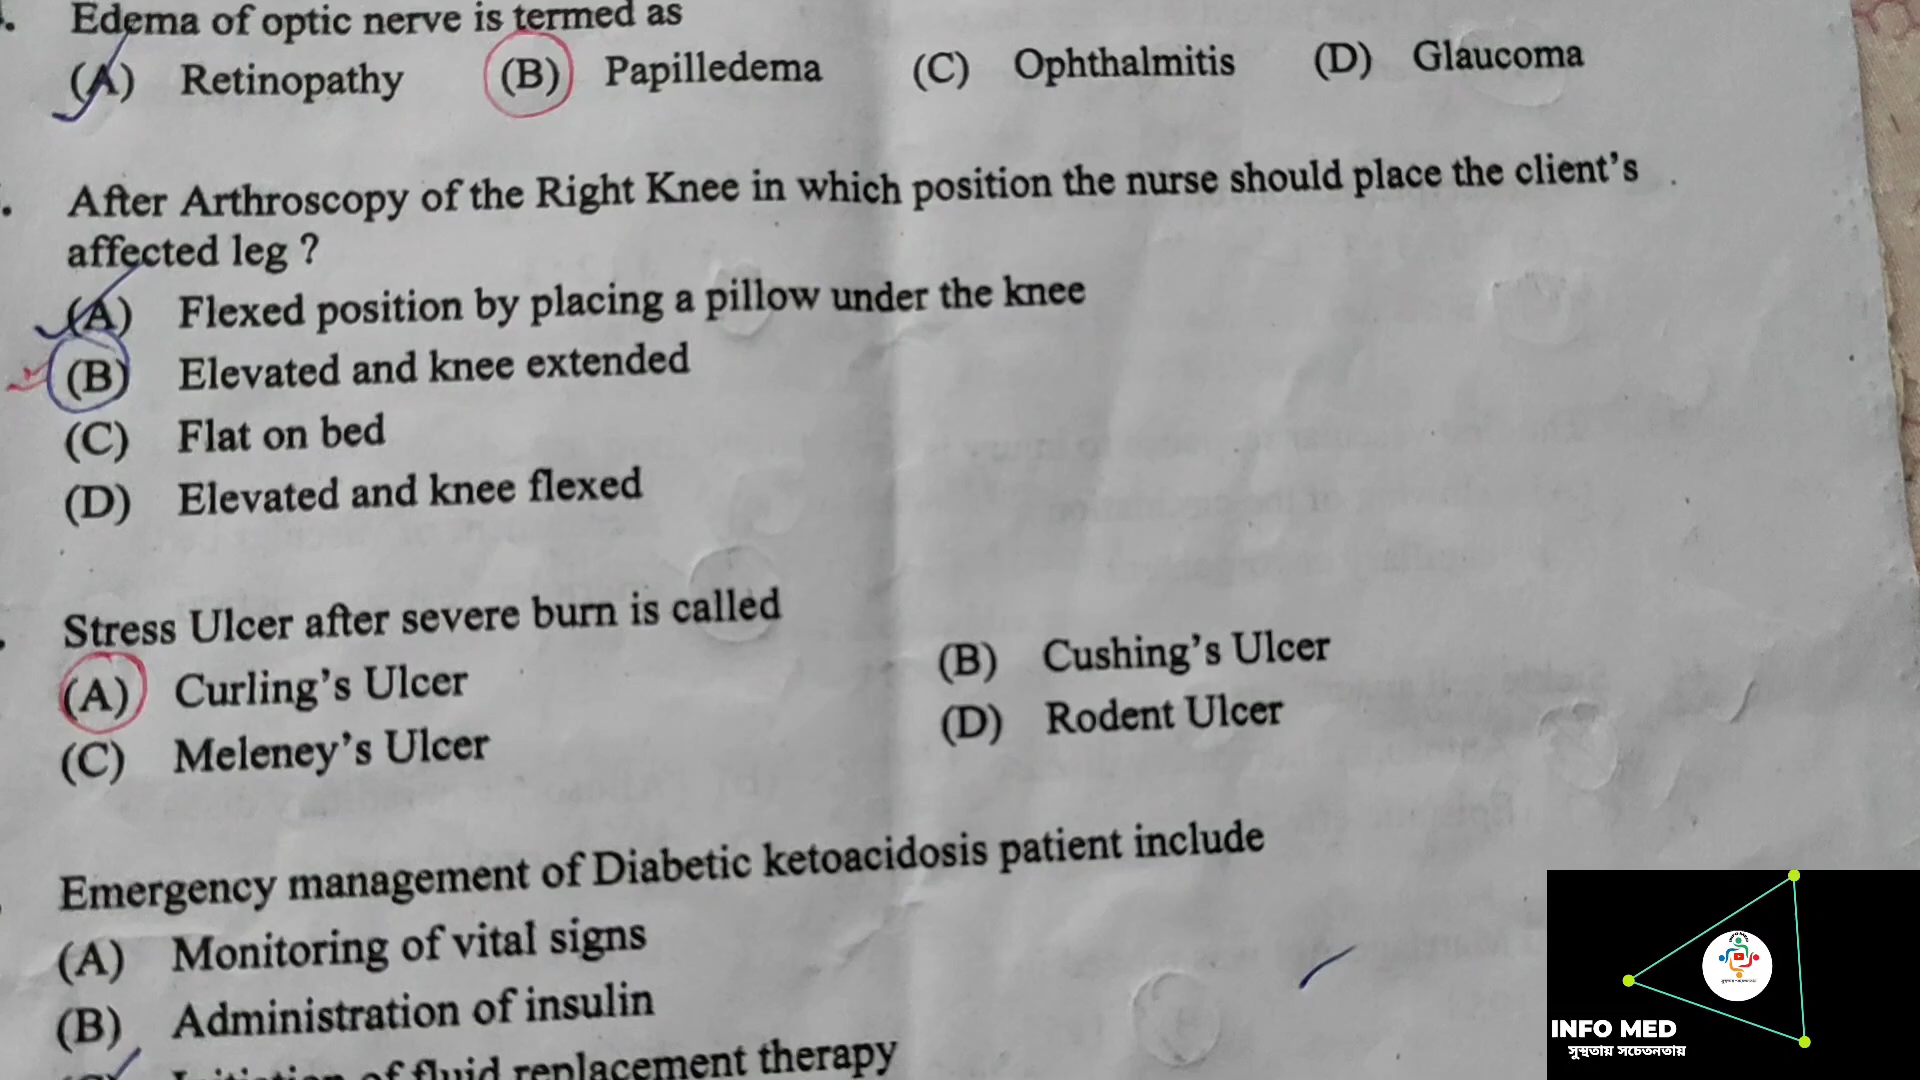 Edema of optic nerve is termed as
(A) Retinopathy (B) Papilledema (C) Ophthalmitis (D) Glaucoma
After Arthroscopy of the Right Knee in which position the nurse should place the client's
affected leg ?
(A) Flexed position by placing a pillow under the knee
(B) Elevated and knee extended
(C) Flat on bed
(D) Elevated and knee flexed
Stress Ulcer after severe burn is called
(A) Curling's Ulcer (B) Cushing's Ulcer
(C) Meleney's Ulcer (D) Rodent Ulcer
Emergency management of Diabetic ketoacidosis patient include
(A) Monitoring of vital signs
(B) Administration of insulin
of fluid replacement therapy
INFO MED
সুস্থতায় সচেতনতায়